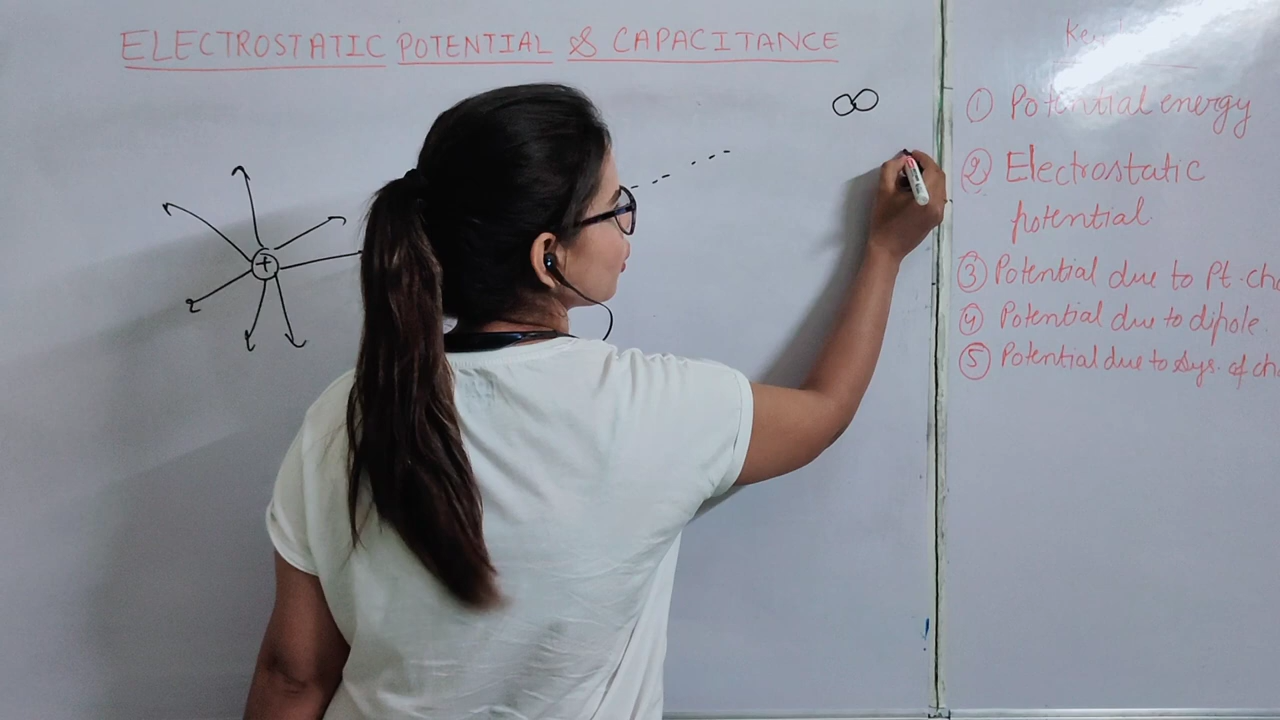 ELECTROSTATIC POTENTIAL & CAPACITANCE
∞
+
① Potential energy
② Electrostatic
potential
③ Potential due to Pt. cha
④ Potential due to dipole.
⑤ Potential due to Sys. of cha